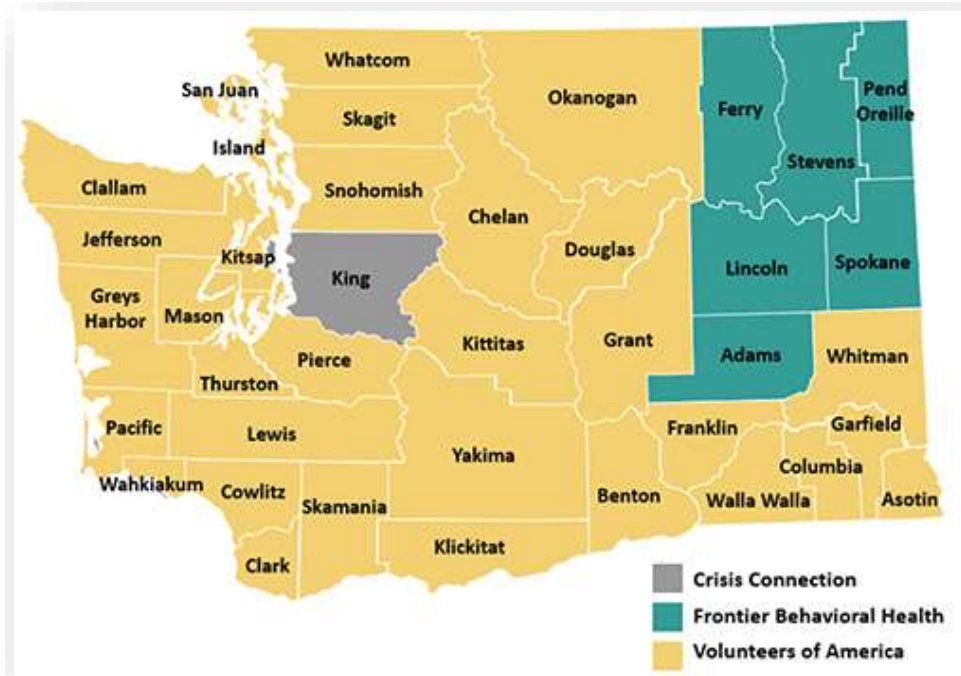 Whatcom
San Juan
Skagit
Okanogan
Ferry
Pend
Oreille
Island
Stevens
Snohomish
Clallam
Chelan
Jefferson
Douglas
Kitsap
King
Lincoln
Spokane
Greys
Harbor
Mason
Kittitas
Grant
Adams
Whitman
Pierce
Thurston
Pacific
Lewis
Franklin
Garfield
Yakima
Columbia
Wahkiakum
Cowlitz
Skamania
Benton
Walla Walla
Asotin
Klickitat
Clark
Crisis Connection
Frontier Behavioral Health
Volunteers of America